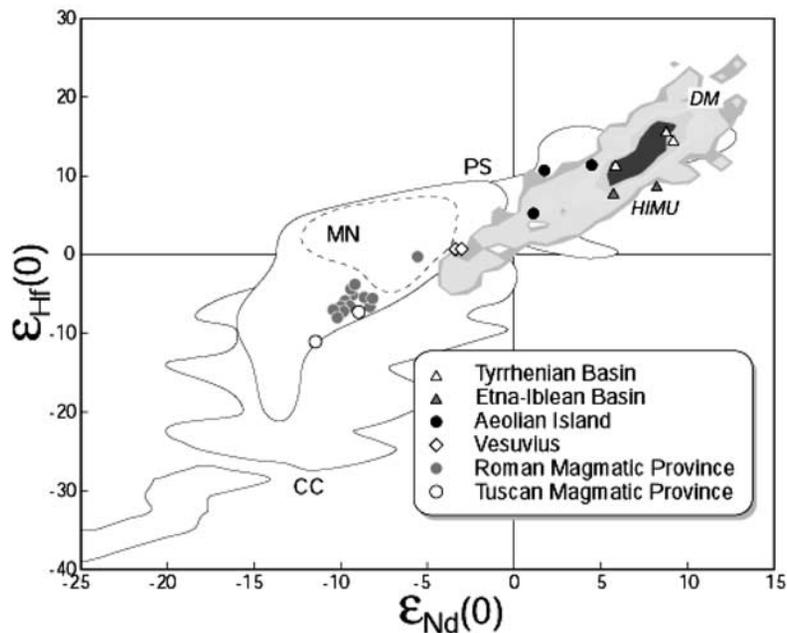 30
20
10
0
-10
-20
-30
-40
-25
-20
-15
-10
-5
0
5
10
15
εHf(0)
εNd(0)
DM
PS
HIMU
MN
CC
Tyrrhenian Basin
Etna-Iblean Basin
Aeolian Island
Vesuvius
Roman Magmatic Province
Tuscan Magmatic Province